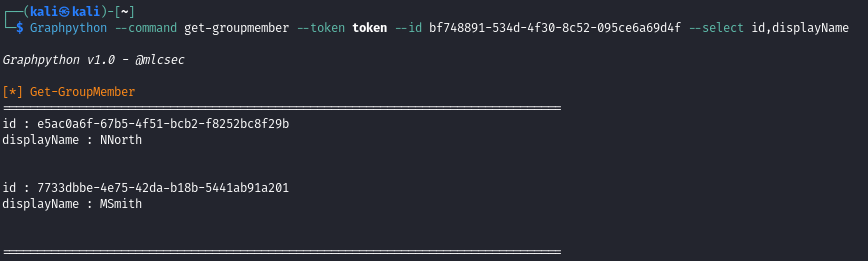 ┌──(kali㉿kali)-[~]
└─$ Graphpython --command get-groupmember --token token --id bf748891-534d-4f30-8c52-095ce6a69d4f --select id,displayName
Graphpython v1.0 - @mlcsec
[*] Get-GroupMember
================================================================================
id : e5ac0a6f-67b5-4f51-bcb2-f8252bc8f29b
displayName : NNorth
id : 7733dbbe-4e75-42da-b18b-5441ab91a201
displayName : MSmith
================================================================================